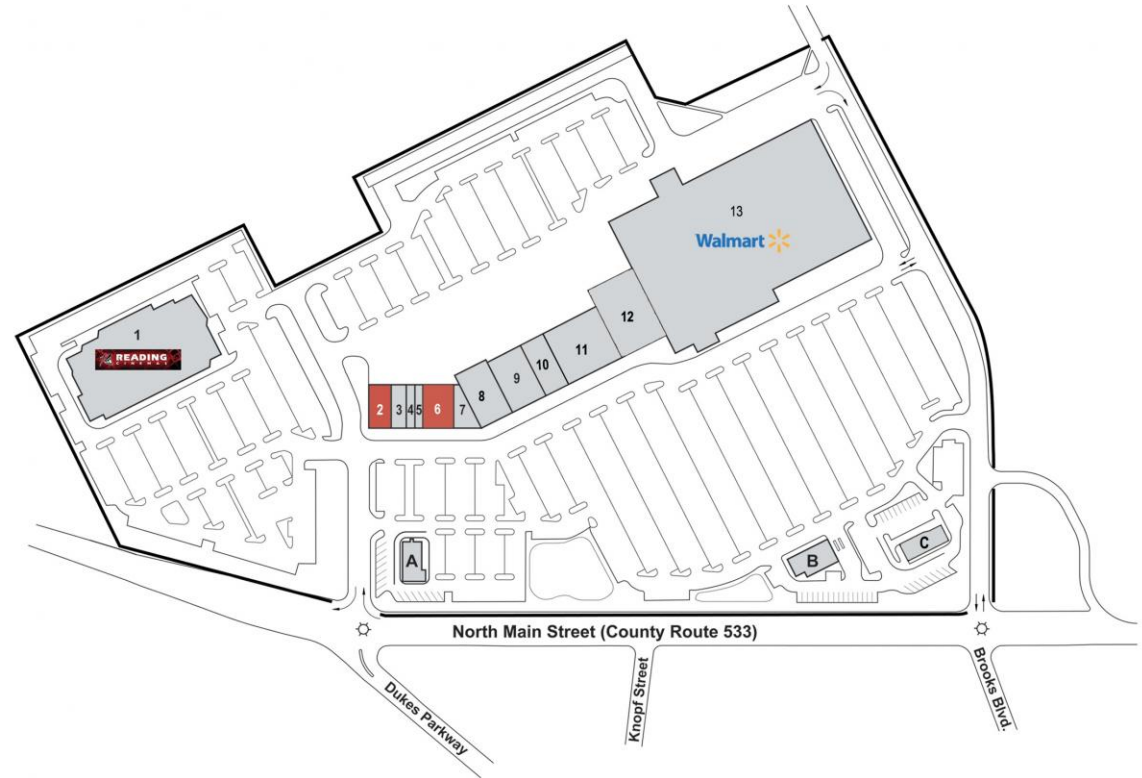 13
Walmart
1
READING
CINEMAS
12
11
10
9
8
2
3
4
5
6
7
A
B
C
North Main Street (County Route 533)
Dukes Parkway
Knopf Street
Brooks Blvd.